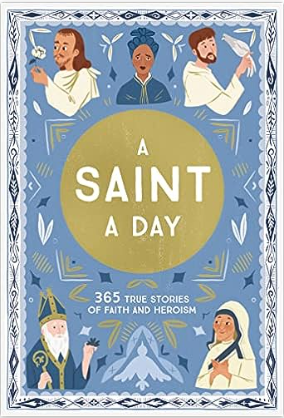 A
SAINT
A DAY
365 TRUE STORIES
OF FAITH AND HEROISM